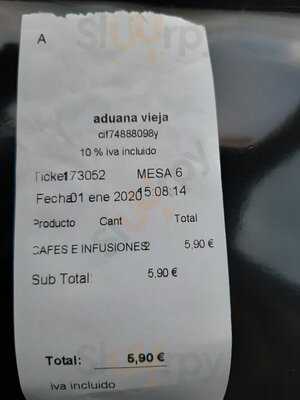 A
aduana vieja
cif74888098y
10 % iva incluido
Ticket173052 MESA 6
Fecha01 ene 2020 15:08:14
Producto Cant Total
CAFES E INFUSIONES2 5,90 €
Sub Total: 5,90 €
Total: 5,90 €
iva incluido
sluurpy